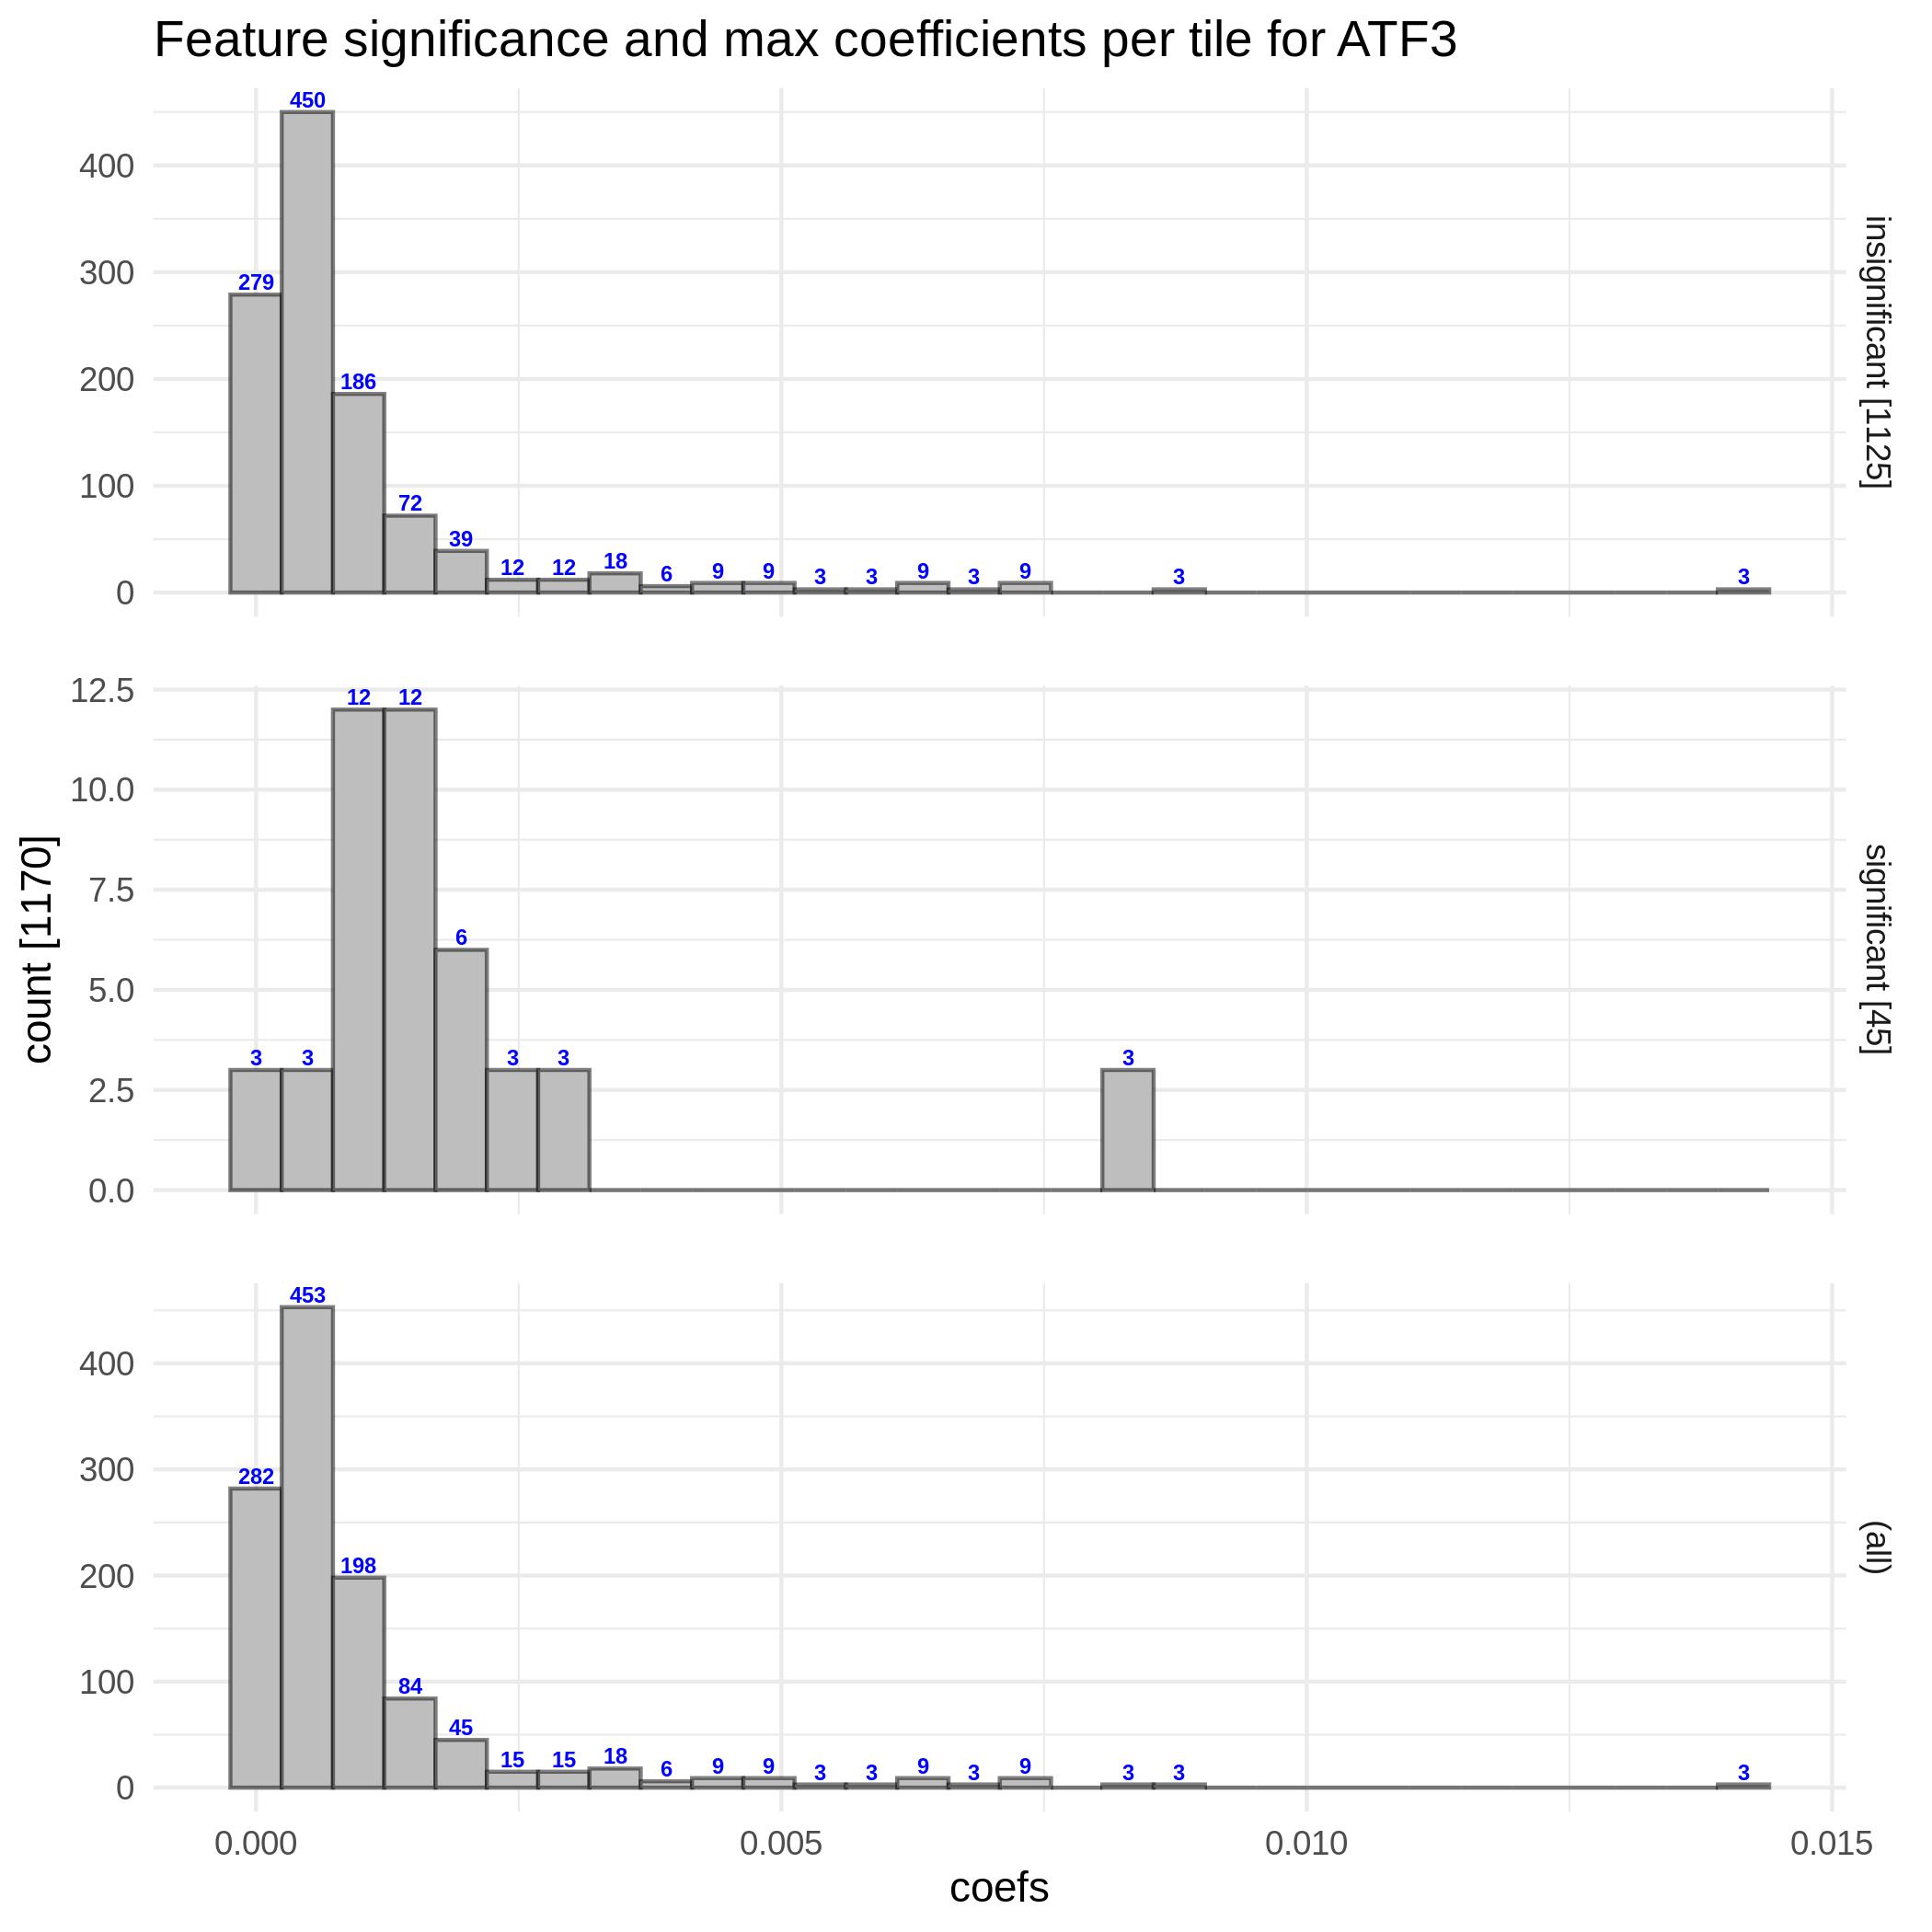 Feature significance and max coefficients per tile for ATF3
450
400
279
300
186
200
72
100
39
12 12 18 6 9 9 3 3 9 3 9 3 3
0
insignificant [1125]
12.5
12 12
10.0
7.5
6
5.0
3 3 3 3 3
2.5
0.0
significant [45]
count [1170]
453
400
282
300
198
200
84
100
45
15 15 18 6 9 9 3 3 9 3 9 3 3 3
0
(all)
0.000 0.005 0.010 0.015
coefs